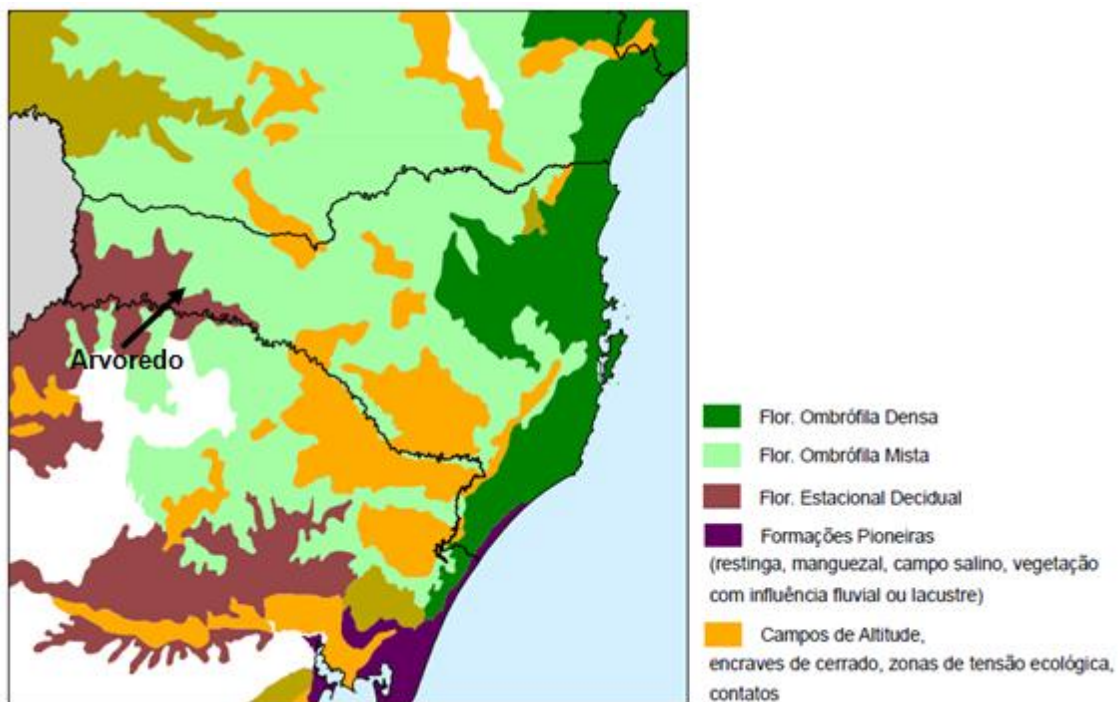 Arvoredo
Flor. Ombrófila Densa
Flor. Ombrófila Mista
Flor. Estacional Decidual
Formações Pioneiras
(restinga, manguezal, campo salino, vegetação
com influência fluvial ou lacustre)
Campos de Altitude,
encraves de cerrado, zonas de tensão ecológica,
contatos